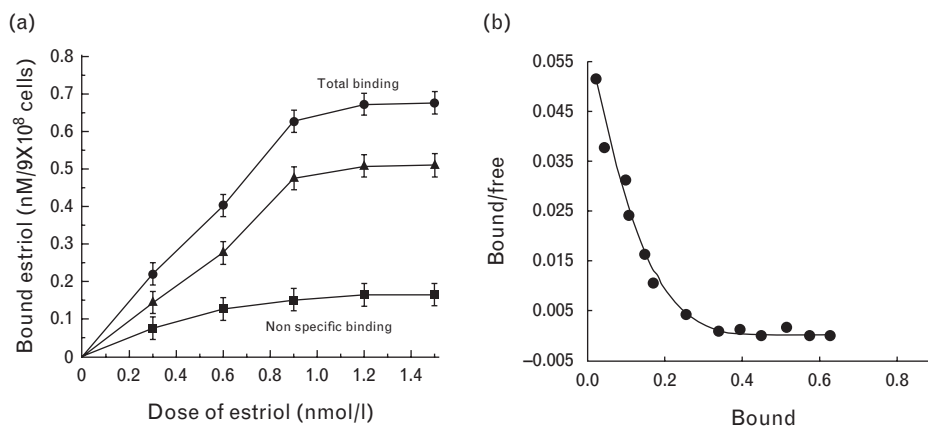 (a)
0.8
0.7
0.6
0.5
0.4
0.3
0.2
0.1
0
Bound estriol (nM/9X10⁸ cells)
Total binding
Non specific binding
0.0 0.2 0.4 0.6 0.8 1.0 1.2 1.4
Dose of estriol (nmol/l)
(b)
0.055
0.045
0.035
0.025
0.015
0.005
−0.005
Bound/free
0.0 0.2 0.4 0.6 0.8
Bound